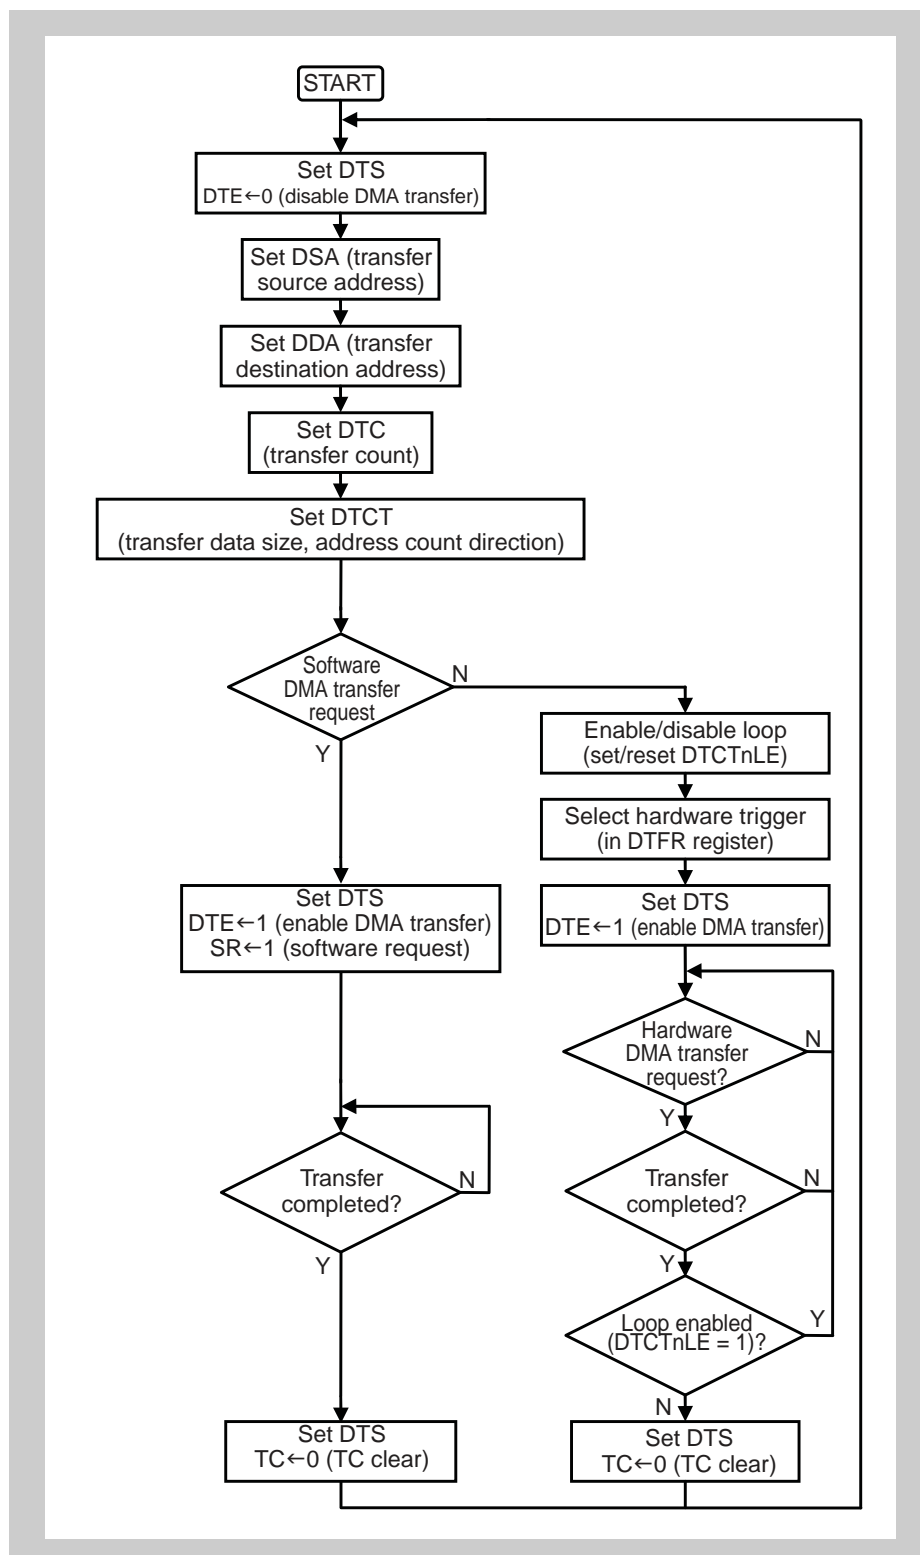 START
Set DTS
DTE←0 (disable DMA transfer)
Set DSA (transfer
source address)
Set DDA (transfer
destination address)
Set DTC
(transfer count)
Set DTCT
(transfer data size, address count direction)
Software
DMA transfer
request
N
Y
Enable/disable loop
(set/reset DTCTnLE)
Select hardware trigger
(in DTFR register)
Set DTS
DTE←1 (enable DMA transfer)
SR←1 (software request)
Set DTS
DTE←1 (enable DMA transfer)
Hardware
DMA transfer
request?
N
Y
Transfer
completed?
N
Y
Transfer
completed?
N
Y
Loop enabled
(DTCTnLE = 1)?
Y
N
Set DTS
TC←0 (TC clear)
Set DTS
TC←0 (TC clear)